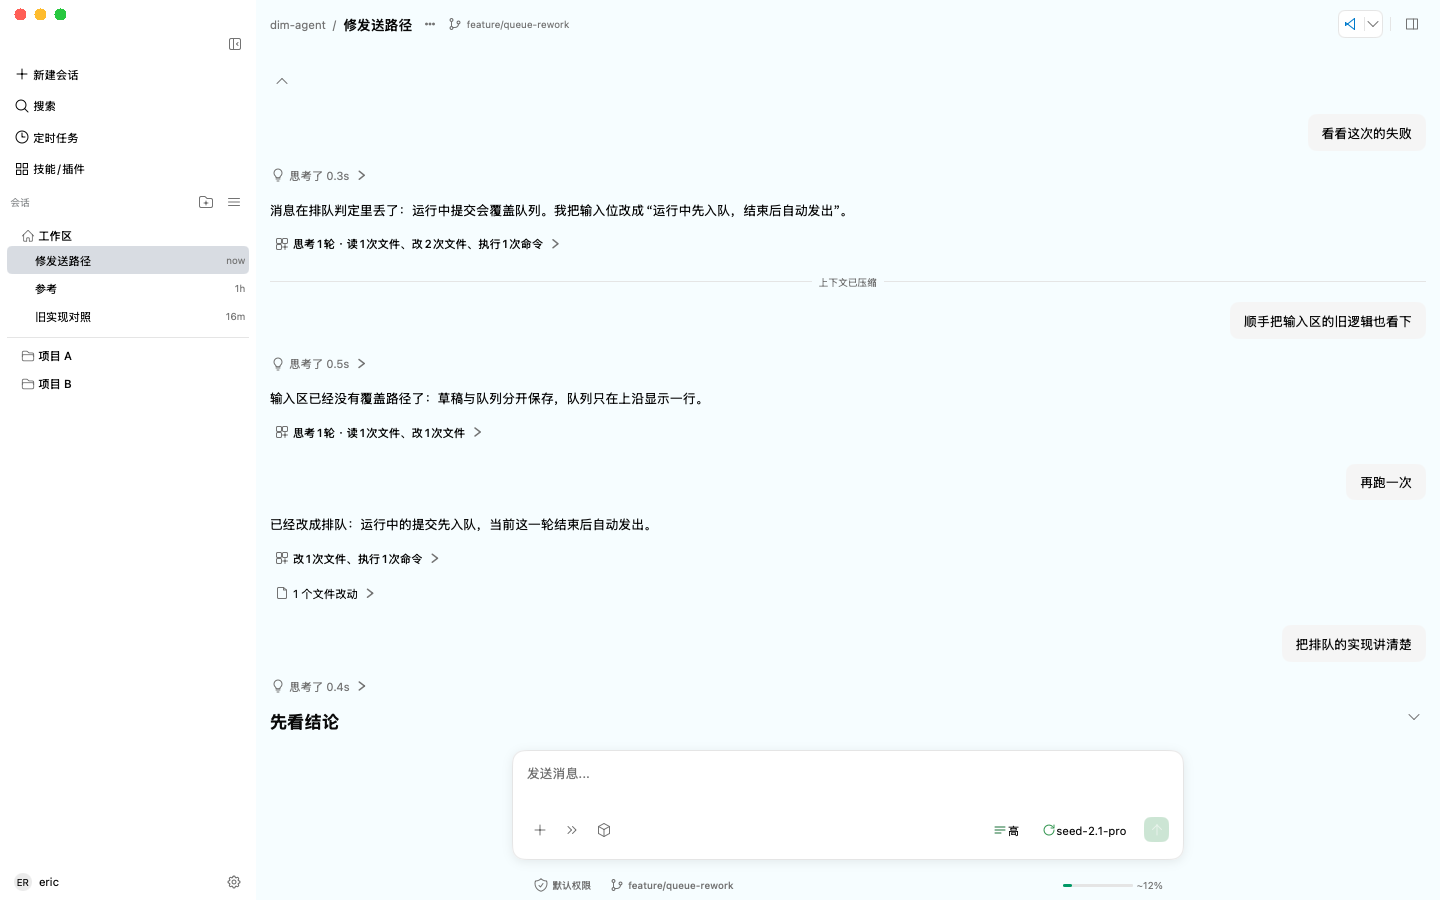 dim-agent / 修发送路径 ··· feature/queue-rework
新建会话
搜索
定时任务
技能/插件
会话
工作区
修发送路径 now
参考 1h
旧实现对照 16m
项目 A
项目 B
ER eric
看看这次的失败
思考了 0.3s
消息在排队判定里丢了：运行中提交会覆盖队列。我把输入位改成“运行中先入队，结束后自动发出”。
思考1轮 · 读1次文件、改2次文件、执行1次命令
上下文已压缩
顺手把输入区的旧逻辑也看下
思考了 0.5s
输入区已经没有覆盖路径了：草稿与队列分开保存，队列只在上沿显示一行。
思考1轮 · 读1次文件、改1次文件
再跑一次
已经改成排队：运行中的提交先入队，当前这一轮结束后自动发出。
改1次文件、执行1次命令
1 个文件改动
把排队的实现讲清楚
思考了 0.4s
先看结论
发送消息...
高 seed-2.1-pro
默认权限 feature/queue-rework ~12%